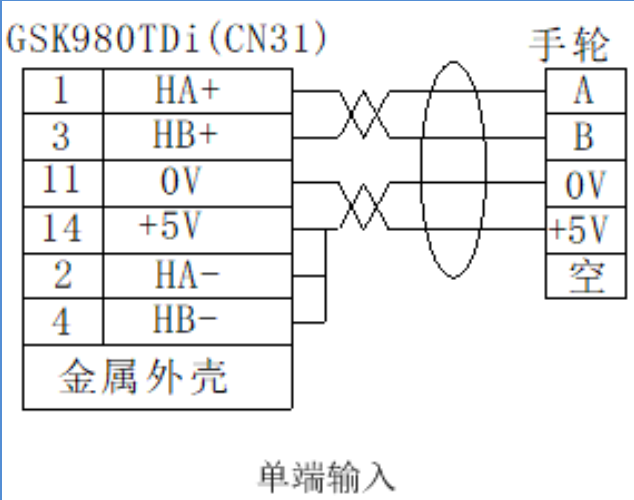 GSK980TDi(CN31) 手轮
1 HA+ A
3 HB+ B
11 0V 0V
14 +5V +5V
2 HA- 空
4 HB-
金属外壳
单端输入